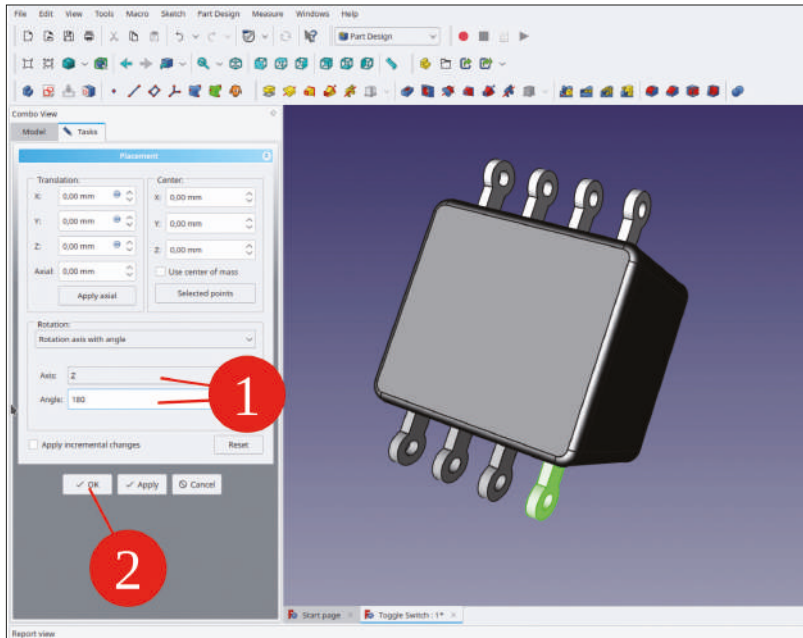 File Edit View Tools Macro Sketch Part Design Measure Windows Help
Part Design
Combo View
Model Tasks
Placement
Translation: Center:
X: 0,00 mm X: 0,00 mm
Y: 0,00 mm Y: 0,00 mm
Z: 0,00 mm Z: 0,00 mm
Axial: 0,00 mm Use center of mass
Apply axial Selected points
Rotation:
Rotation axis with angle
Axis: Z
1
Angle: 180
Apply incremental changes Reset
OK Apply Cancel
2
Start page Toggle Switch : 1*
Report view